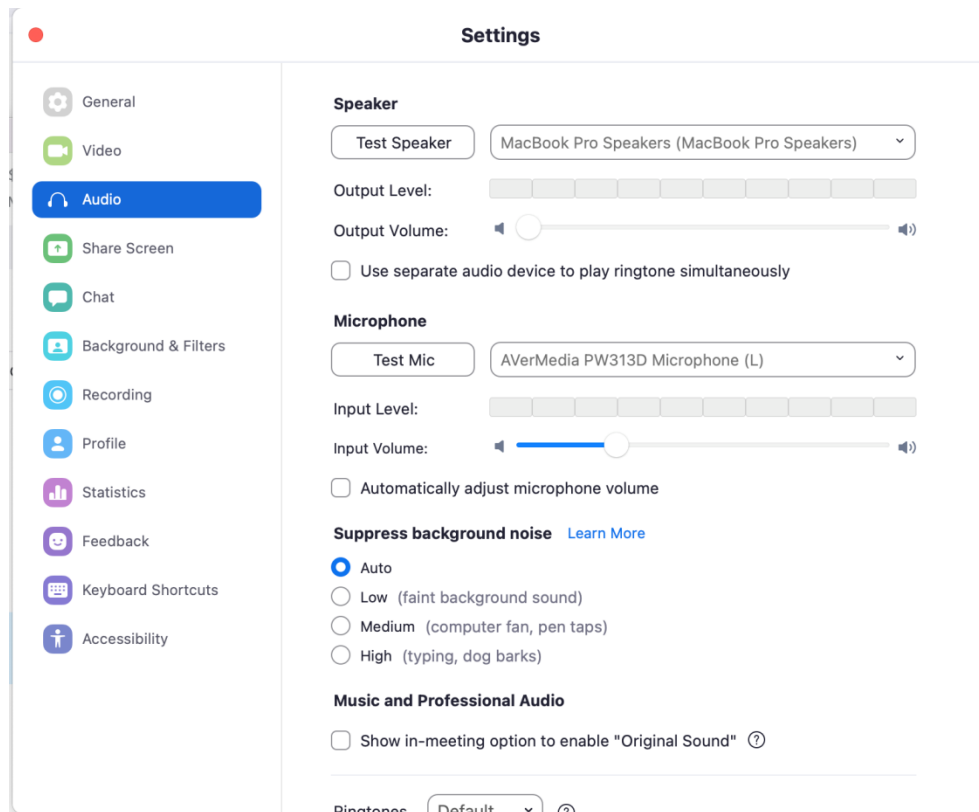 Settings
General
Video
Audio
Share Screen
Chat
Background & Filters
Recording
Profile
Statistics
Feedback
Keyboard Shortcuts
Accessibility
Speaker
Test Speaker MacBook Pro Speakers (MacBook Pro Speakers)
Output Level:
Output Volume:
Use separate audio device to play ringtone simultaneously
Microphone
Test Mic AVerMedia PW313D Microphone (L)
Input Level:
Input Volume:
Automatically adjust microphone volume
Suppress background noise Learn More
Auto
Low (faint background sound)
Medium (computer fan, pen taps)
High (typing, dog barks)
Music and Professional Audio
Show in-meeting option to enable "Original Sound" ?
Ringtones Default ?